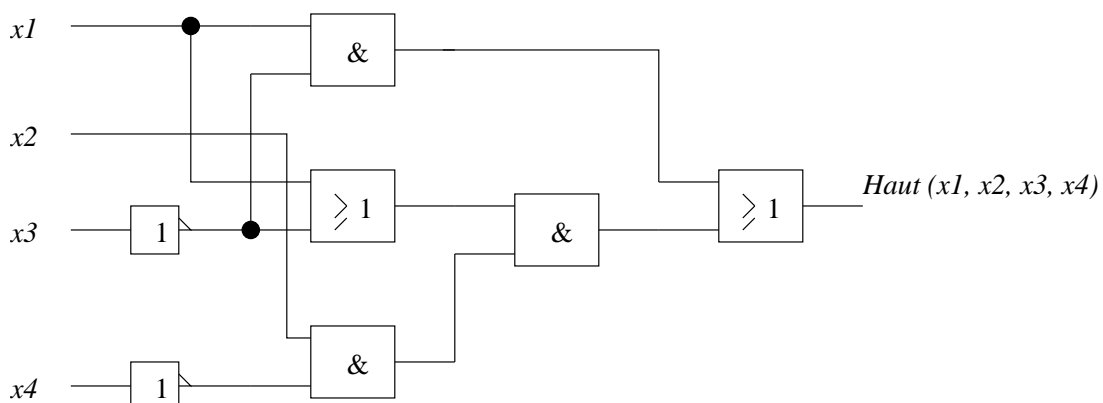 x1
&
x2
Haut (x1, x2, x3, x4)
≥ 1
≥ 1
x3
1
&
&
x4
1